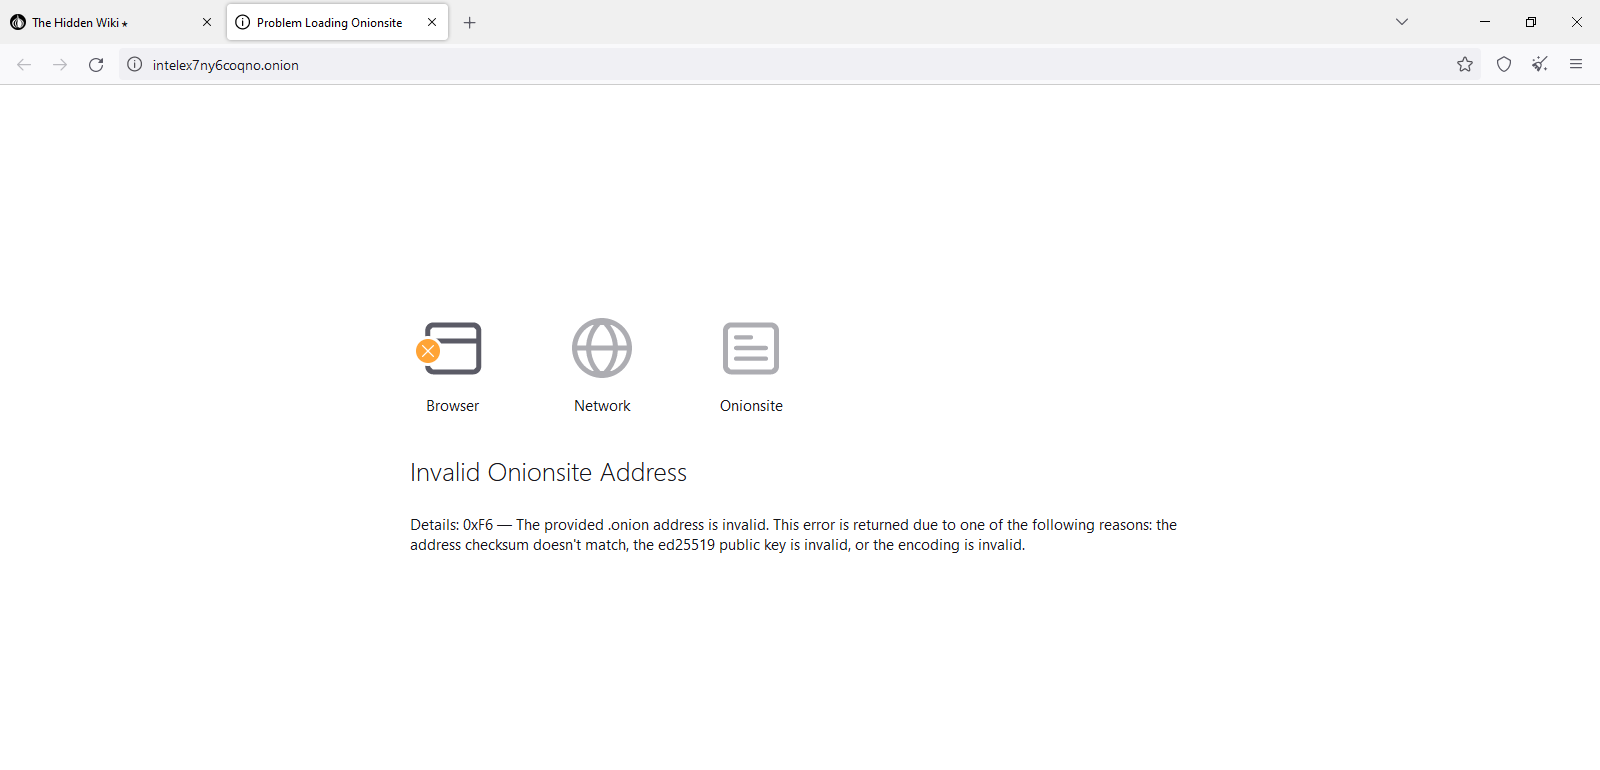 The Hidden Wiki ⭑
Problem Loading Onionsite
intelex7ny6coqno.onion
Browser
Network
Onionsite
Invalid Onionsite Address
Details: 0xF6 — The provided .onion address is invalid. This error is returned due to one of the following reasons: the
address checksum doesn't match, the ed25519 public key is invalid, or the encoding is invalid.